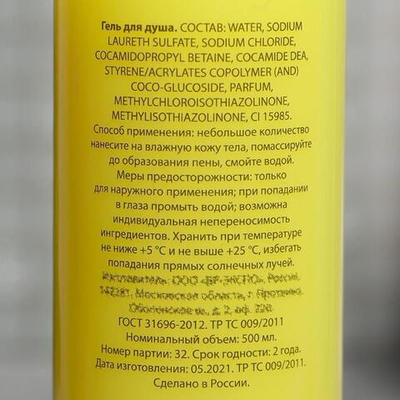 Гель для душа. СОСТАВ: WATER, SODIUM
LAURETH SULFATE, SODIUM CHLORIDE,
COCAMIDOPROPYL BETAINE, COCAMIDE DEA,
STYRENE/ACRYLATES COPOLYMER (AND)
COCO-GLUCOSIDE, PARFUM,
METHYLCHLOROISOTHIAZOLINONE,
METHYLISOTHIAZOLINONE, CI 15985.
Способ применения: небольшое количество
нанесите на влажную кожу тела, помассируйте
до образования пены, смойте водой.
Меры предосторожности: только
для наружного применения; при попадании
в глаза промыть водой; возможна
индивидуальная непереносимость
ингредиентов. Хранить при температуре
не ниже +5 °С и не выше +25 °С, избегать
попадания прямых солнечных лучей.
ООО Россия,
Московская область, г.
ГОСТ 31696-2012. ТР ТС 009/2011
Номинальный объем: 500 мл.
Номер партии: 32. Срок годности: 2 года.
Дата изготовления: 05.2021. ТР ТС 009/2011.
Сделано в России.